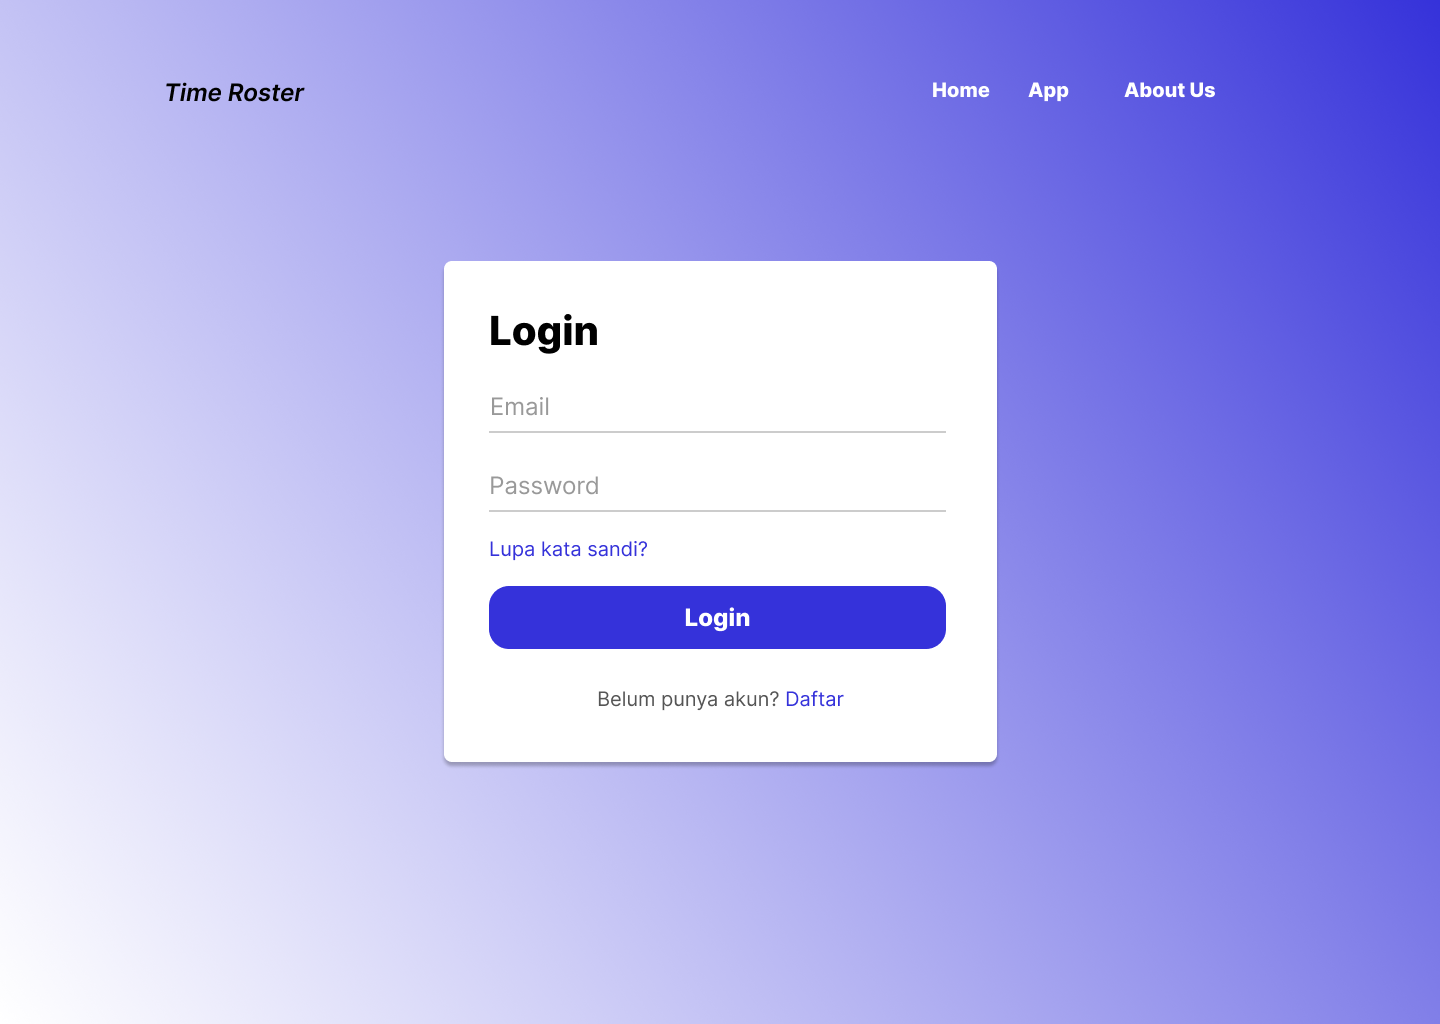 Time Roster
Home App About Us
Login
Email
Password
Lupa kata sandi?
Login
Belum punya akun? Daftar